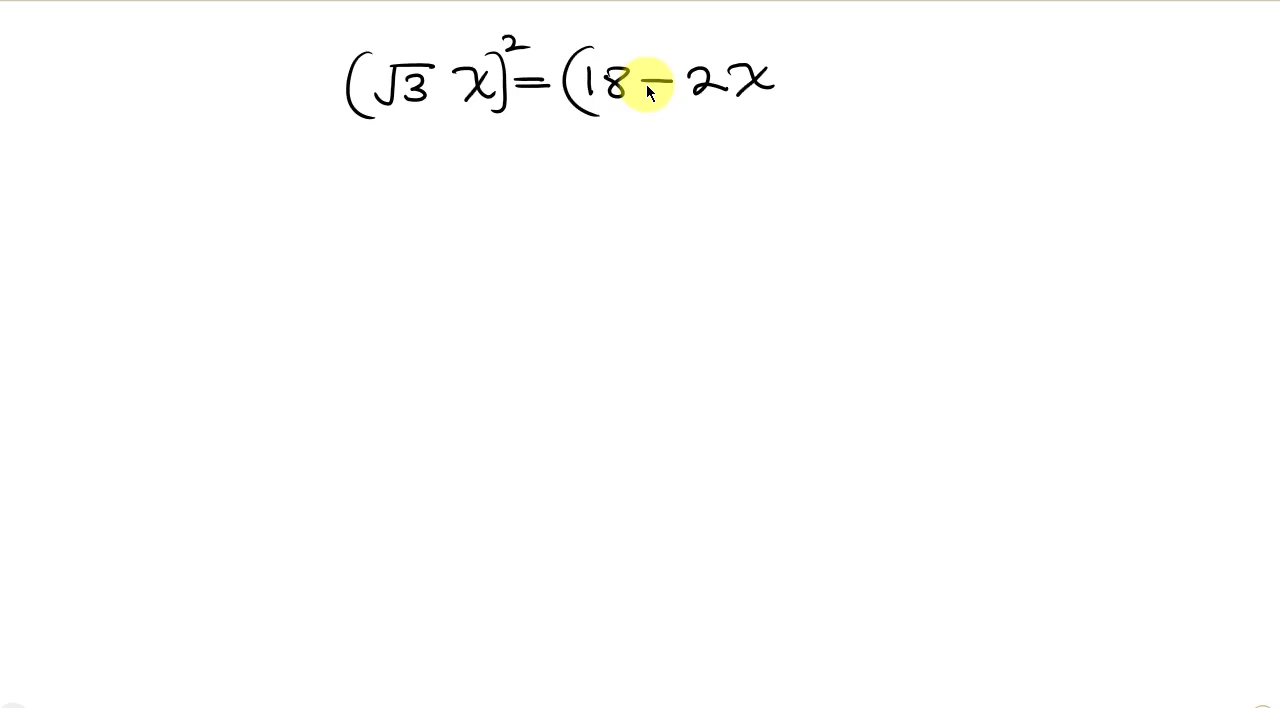 (√3 x)² = (18 − 2x